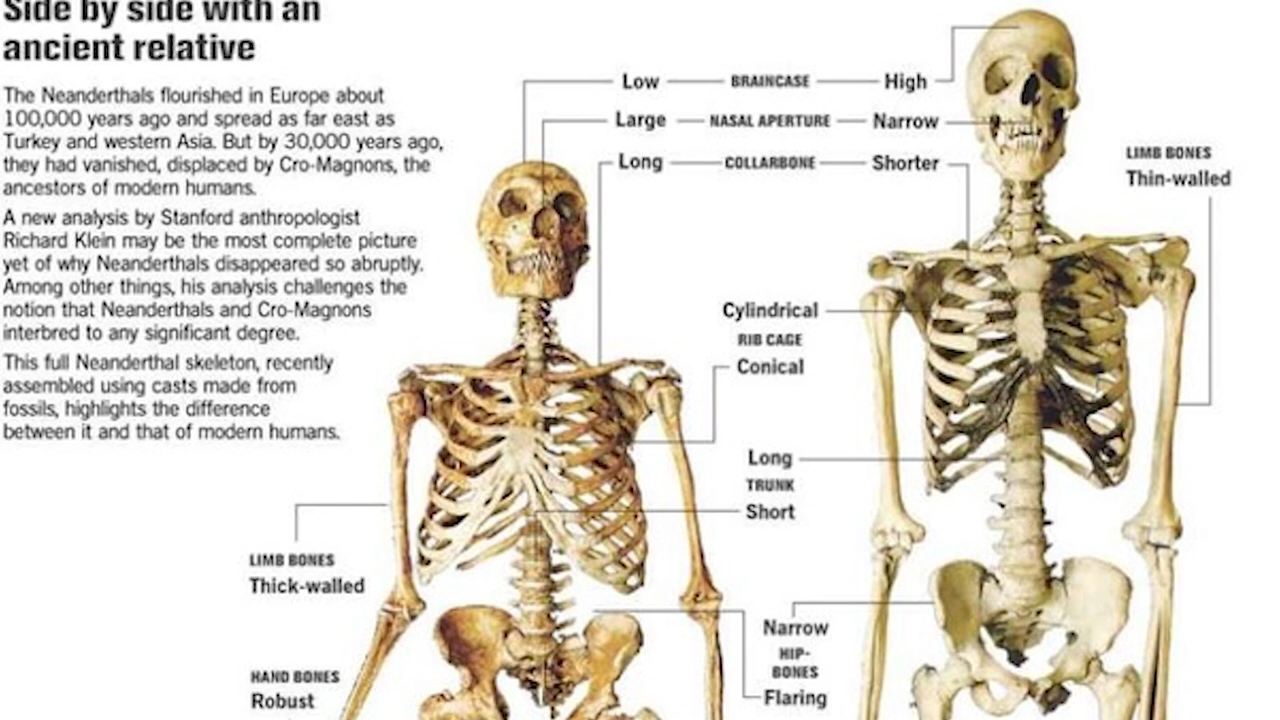 Side by side with an
ancient relative
The Neanderthals flourished in Europe about
100,000 years ago and spread as far east as
Turkey and western Asia. But by 30,000 years ago,
they had vanished, displaced by Cro-Magnons, the
ancestors of modern humans.
A new analysis by Stanford anthropologist
Richard Klein may be the most complete picture
yet of why Neanderthals disappeared so abruptly.
Among other things, his analysis challenges the
notion that Neanderthals and Cro-Magnons
interbred to any significant degree.
This full Neanderthal skeleton, recently
assembled using casts made from
fossils, highlights the difference
between it and that of modern humans.
Low BRAINCASE High
Large NASAL APERTURE Narrow
Long COLLARBONE Shorter
LIMB BONES
Thin-walled
Cylindrical
RIB CAGE
Conical
Long
TRUNK
Short
LIMB BONES
Thick-walled
Narrow
HIP-
BONES
Flaring
HAND BONES
Robust